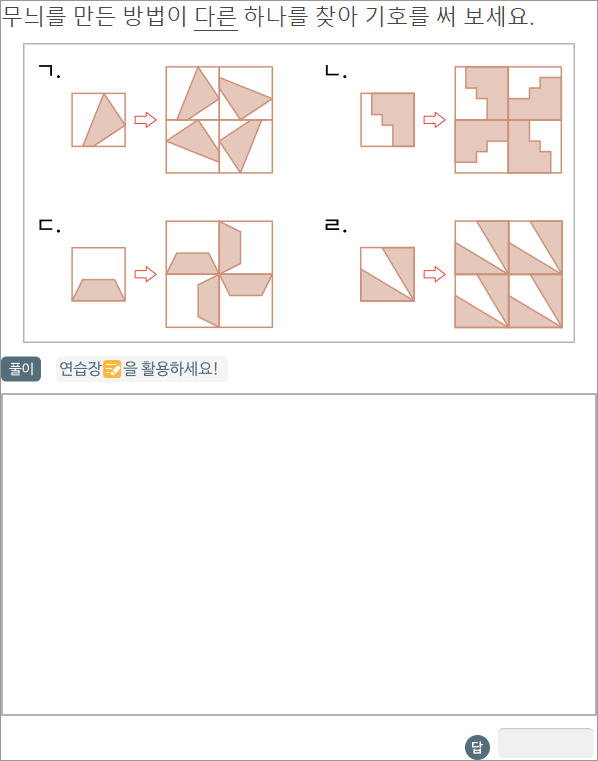 무늬를 만든 방법이 다른 하나를 찾아 기호를 써 보세요.
ㄱ. ㄴ.
ㄷ. ㄹ.
풀이 연습장을 활용하세요!
답